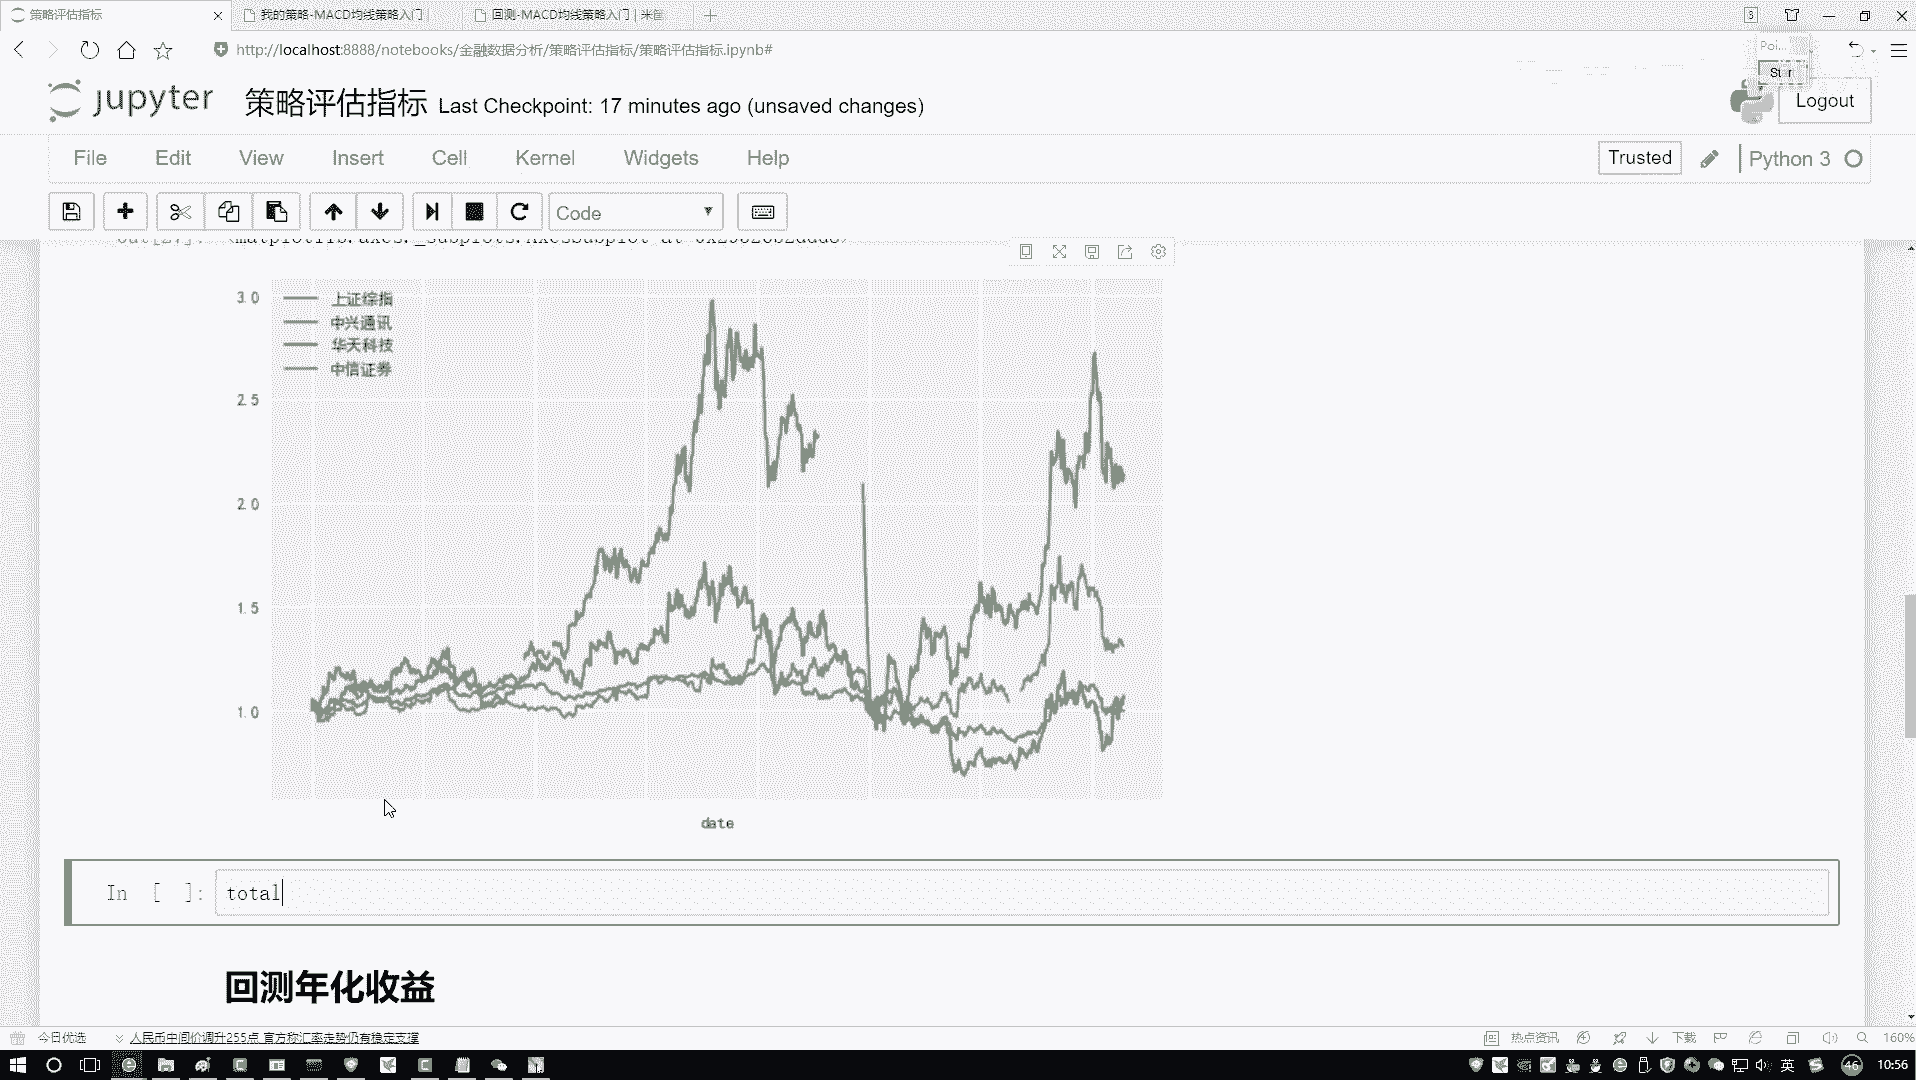 策略评估指标
我的策略-MACD均线策略入门 |
回测-MACD均线策略入门 | 米筐
3
http://localhost:8888/notebooks/金融数据分析/策略评估指标/策略评估指标.ipynb#
Poi...
jupyter 策略评估指标 Last Checkpoint: 17 minutes ago (unsaved changes)
Logout
File Edit View Insert Cell Kernel Widgets Help
Trusted
Python 3
Code
3.0
上证综指
中兴通讯
华天科技
中信证券
2.5
2.0
1.5
1.0
date
In [ ]: total
回测年化收益
今日优选
人民币中间价调升255点 官方称汇率走势仍有稳定支撑
热点资讯
下载
160%
英
46
10:56